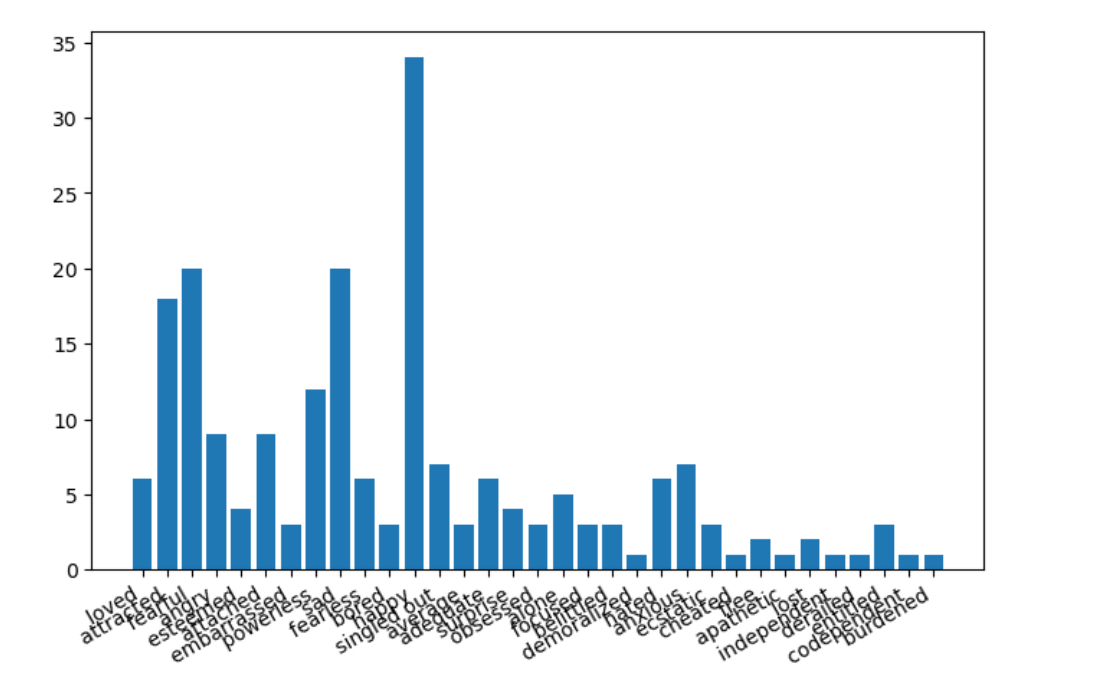 35
30
25
20
15
10
5
0
loved
attracted
fearful
angry
esteemed
attached
embarrassed
powerless
sad
fearless
bored
happy
singled out
average
adequate
surprise
obsessed
alone
focused
belittled
demoralized
hated
anxious
ecstatic
cheated
free
apathetic
lost
independent
derailed
entitled
codependent
burdened